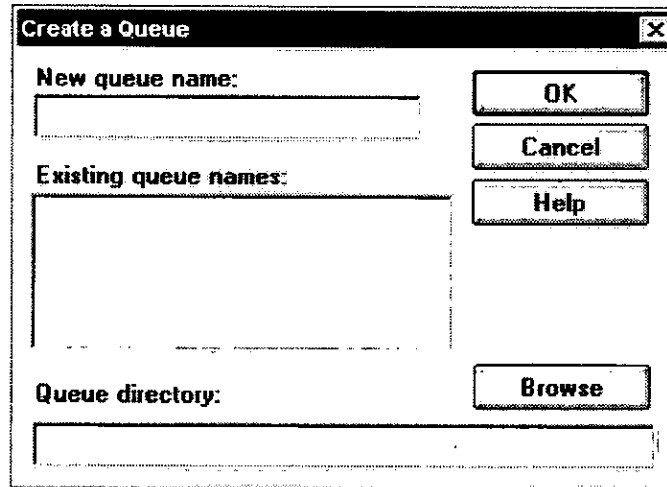 Create a Queue
New queue name:
OK
Cancel
Existing queue names:
Help
Browse
Queue directory: